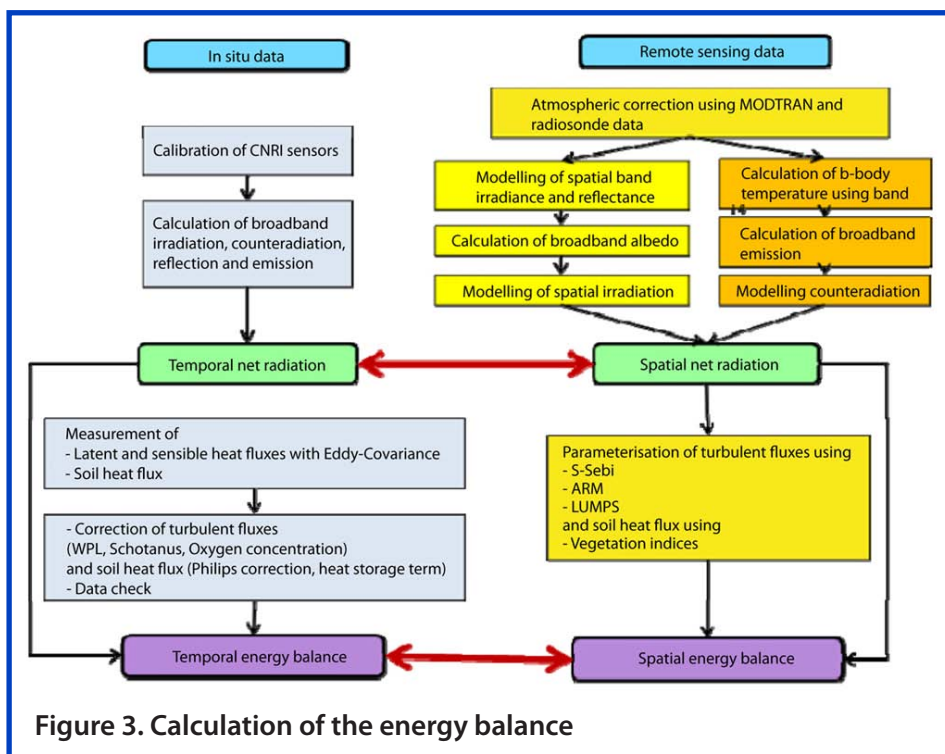 In situ data
Calibration of CNRI sensors
Calculation of broadband
irradiation, counteradiation,
reflection and emission
Temporal net radiation
Measurement of
- Latent and sensible heat fluxes with Eddy-Covariance
- Soil heat flux
- Correction of turbulent fluxes
(WPL, Schotanus, Oxygen concentration)
and soil heat flux (Philips correction, heat storage term)
- Data check
Temporal energy balance
Remote sensing data
Atmospheric correction using MODTRAN and
radiosonde data
Modelling of spatial band
irradiance and reflectance
Calculation of broadband albedo
Modelling of spatial irradiation
Calculation of b-body
temperature using band
14
Calculation of broadband
emission
Modelling counteradiation
Spatial net radiation
Parameterisation of turbulent fluxes using
- S-Sebi
- ARM
- LUMPS
and soil heat flux using
- Vegetation indices
Spatial energy balance
Figure 3. Calculation of the energy balance